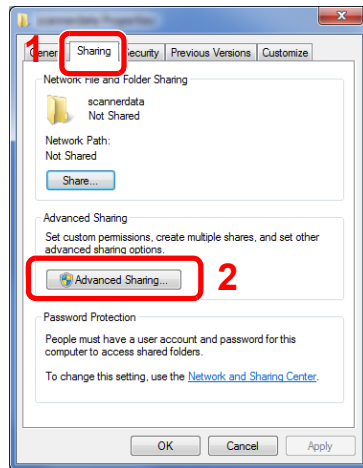 scannerdata Properties
1
General Sharing Security Previous Versions Customize
Network File and Folder Sharing
scannerdata
Not Shared
Network Path:
Not Shared
Share...
Advanced Sharing
Set custom permissions, create multiple shares, and set other
advanced sharing options.
Advanced Sharing...
2
Password Protection
People must have a user account and password for this
computer to access shared folders.
To change this setting, use the Network and Sharing Center.
OK Cancel Apply